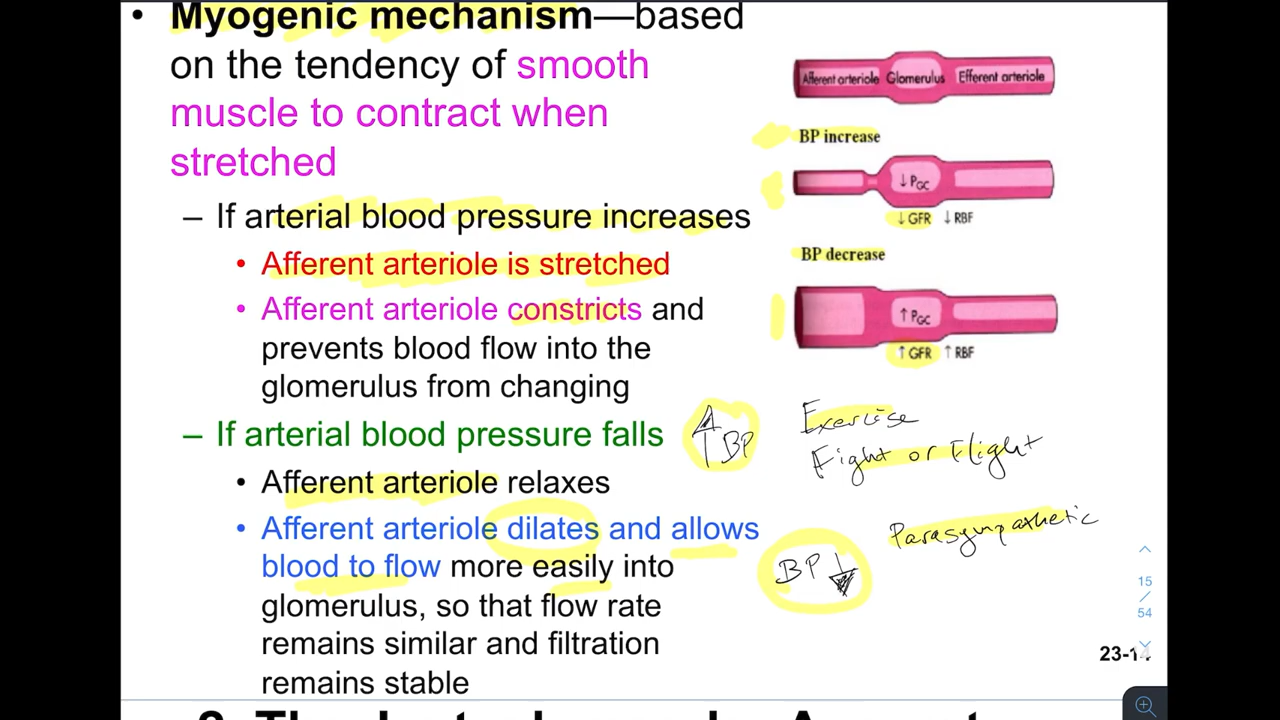 • Myogenic mechanism—based
on the tendency of smooth
muscle to contract when
stretched
– If arterial blood pressure increases
• Afferent arteriole is stretched
• Afferent arteriole constricts and
prevents blood flow into the
glomerulus from changing
– If arterial blood pressure falls
• Afferent arteriole relaxes
• Afferent arteriole dilates and allows
blood to flow more easily into
glomerulus, so that flow rate
remains similar and filtration
remains stable
Afferent arteriole Glomerulus Efferent arteriole
BP increase
↓ PGC
↓ GFR ↓ RBF
BP decrease
↑ PGC
↑ GFR ↑ RBF
↑ BP
Exercise
Fight or Flight
Parasympathetic
BP ↓
15
/
54